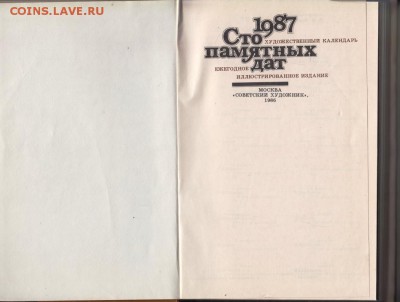 COINS.LAVE.RU
1987
Сто ХУДОЖЕСТВЕННЫЙ КАЛЕНДАРЬ
памятных
ЕЖЕГОДНОЕ дат
ИЛЛЮСТРИРОВАННОЕ ИЗДАНИЕ
МОСКВА
«СОВЕТСКИЙ ХУДОЖНИК»,
1986